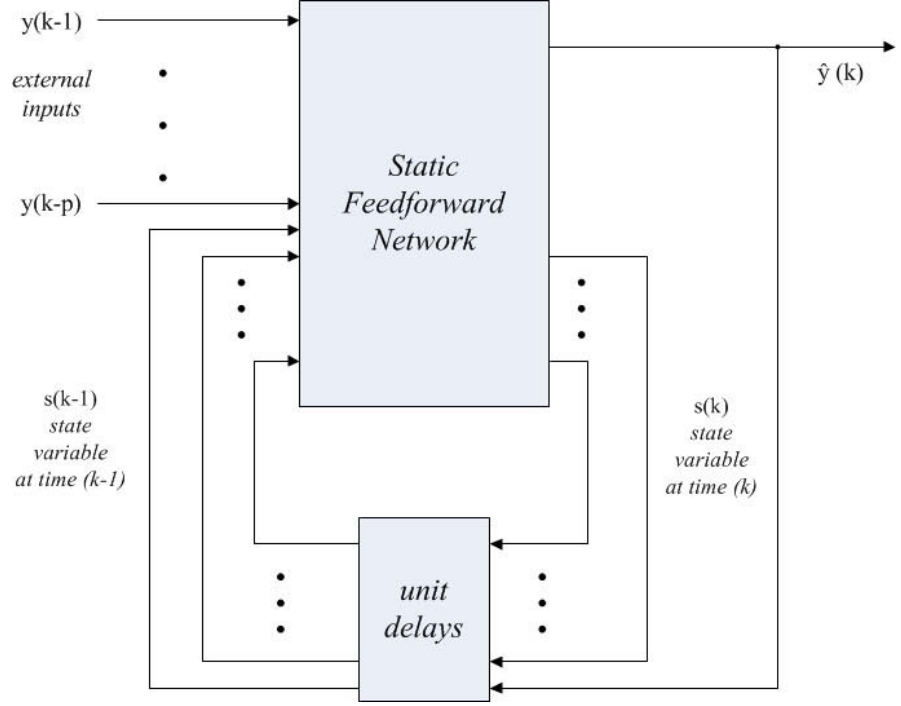 y(k-1)
external
inputs
y(k-p)
Static
Feedforward
Network
ŷ (k)
s(k-1)
state
variable
at time (k-1)
s(k)
state
variable
at time (k)
unit
delays